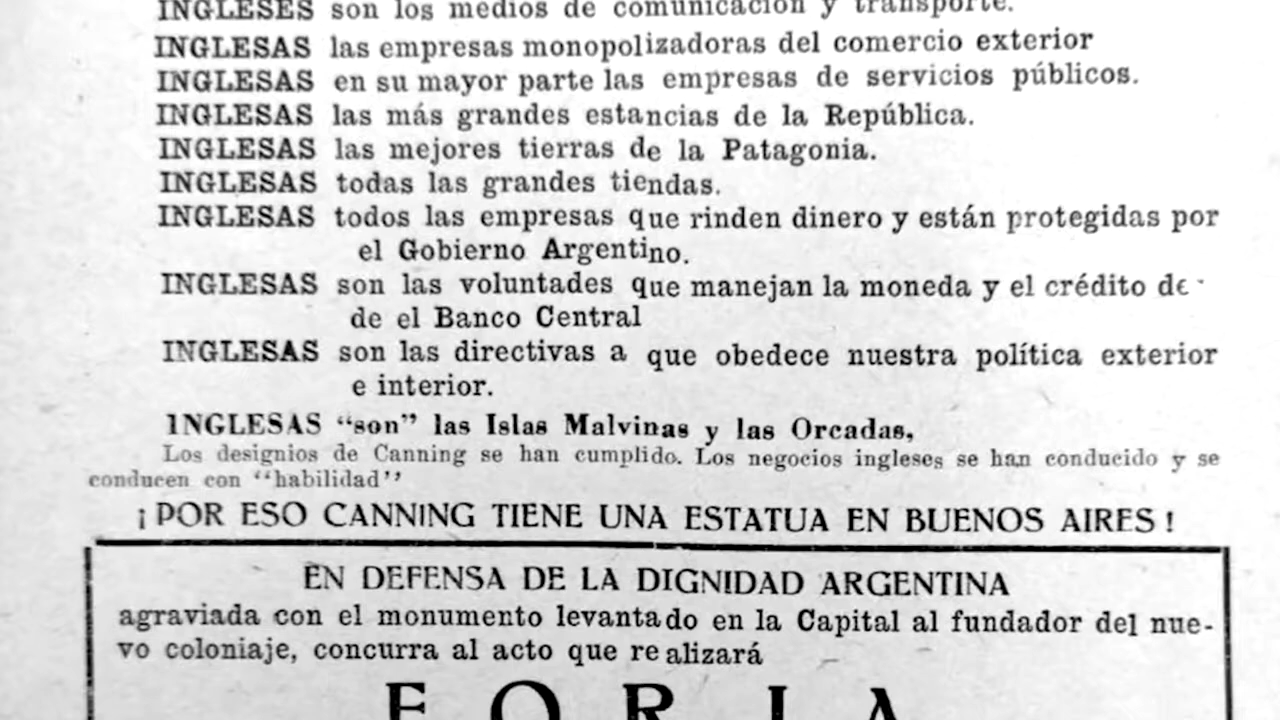 INGLESES son los medios de comunicación y transporte.
INGLESAS las empresas monopolizadoras del comercio exterior
INGLESAS en su mayor parte las empresas de servicios públicos.
INGLESAS las más grandes estancias de la República.
INGLESAS las mejores tierras de la Patagonia.
INGLESAS todas las grandes tiendas.
INGLESAS todos las empresas que rinden dinero y están protegidas por
el Gobierno Argentino.
INGLESAS son las voluntades que manejan la moneda y el crédito de
de el Banco Central
INGLESAS son las directivas a que obedece nuestra política exterior
e interior.
INGLESAS “son” las Islas Malvinas y las Orcadas,
Los designios de Canning se han cumplido. Los negocios ingleses se han conducido y se
conducen con “habilidad”
¡POR ESO CANNING TIENE UNA ESTATUA EN BUENOS AIRES!
EN DEFENSA DE LA DIGNIDAD ARGENTINA
agraviada con el monumento levantado en la Capital al fundador del nue-
vo coloniaje, concurra al acto que realizará
FORJA